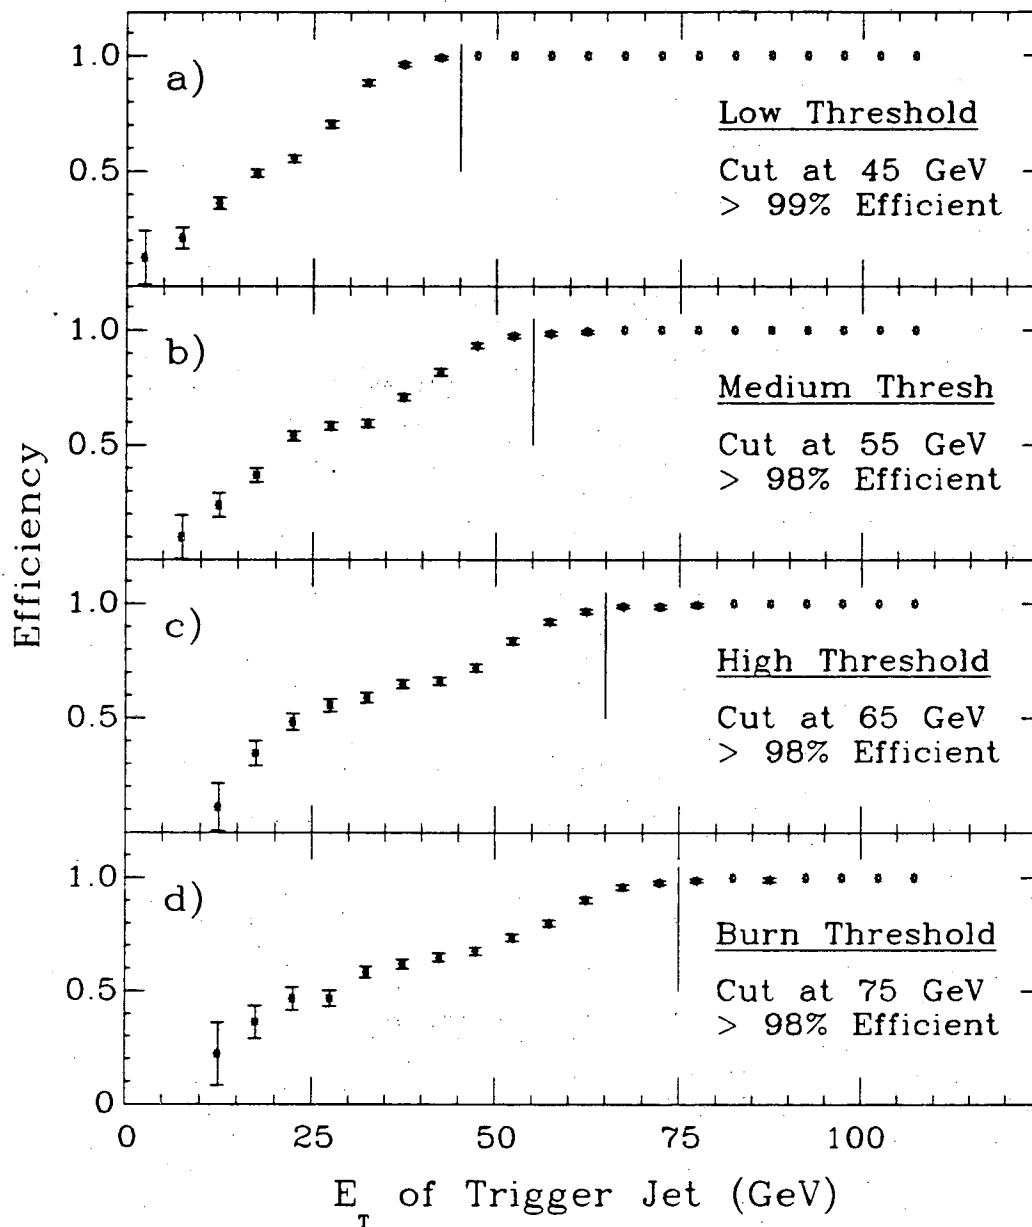 1.0
a)
Low Threshold
Cut at 45 GeV
> 99% Efficient
0.5
1.0
b)
Medium Thresh
Cut at 55 GeV
> 98% Efficient
0.5
Efficiency
1.0
c)
High Threshold
Cut at 65 GeV
> 98% Efficient
0.5
1.0
d)
Burn Threshold
Cut at 75 GeV
> 98% Efficient
0.5
0
0 25 50 75 100
E_T of Trigger Jet (GeV)